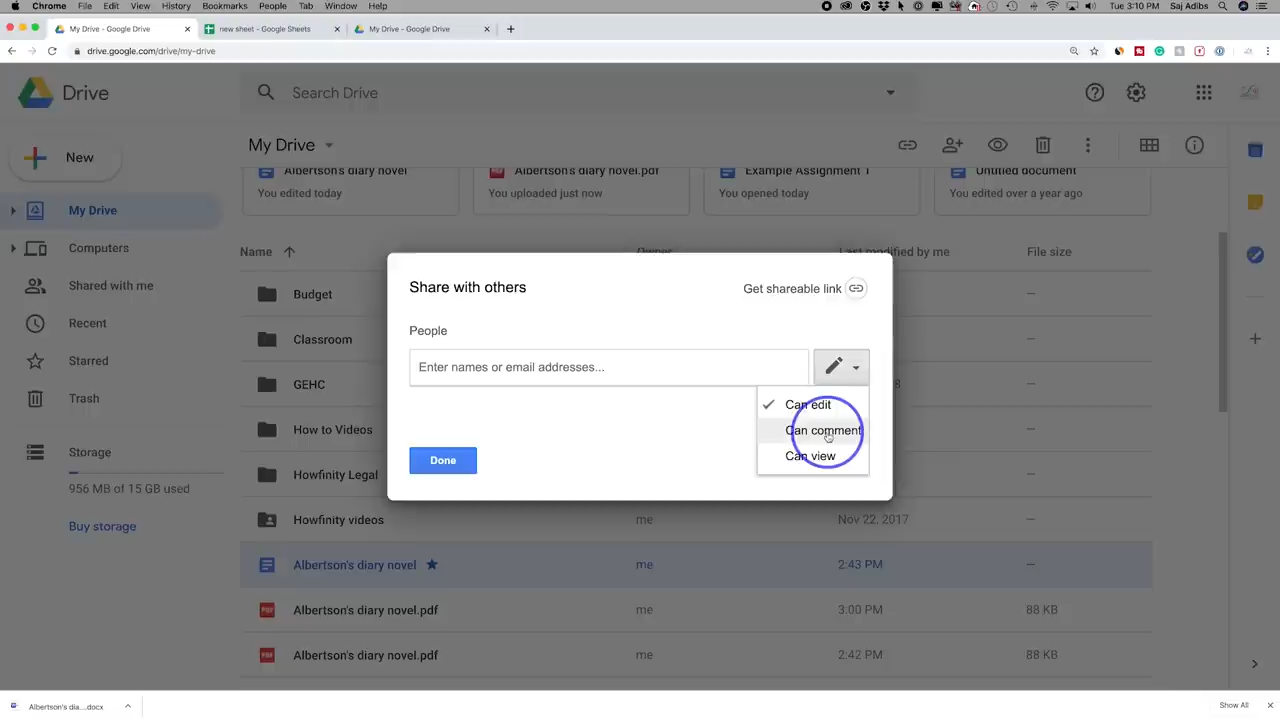 Chrome File Edit View History Bookmarks People Tab Window Help Tue 3:10 PM Saj Adibs
My Drive - Google Drive new sheet - Google Sheets My Drive - Google Drive
drive.google.com/drive/my-drive
Drive Search Drive
New My Drive
Albertson's diary novel Albertson's diary novel.pdf Example Assignment 1 Untitled document
You edited today You uploaded just now You opened today You edited over a year ago
My Drive
Name Owner Last modified by me File size
Computers
Share with others Get shareable link
Shared with me
Budget —
Recent
People
Classroom —
Starred
Enter names or email addresses...
GEHC 8 —
Trash
Can edit
How to Videos Can comment —
Storage
Can view
Done
Howfinity Legal —
956 MB of 15 GB used
Howfinity videos me Nov 22, 2017 —
Buy storage
Albertson's diary novel me 2:43 PM —
PDF Albertson's diary novel.pdf me 3:00 PM 88 KB
PDF Albertson's diary novel.pdf me 2:42 PM 88 KB
Albertson's dia....docx Show All